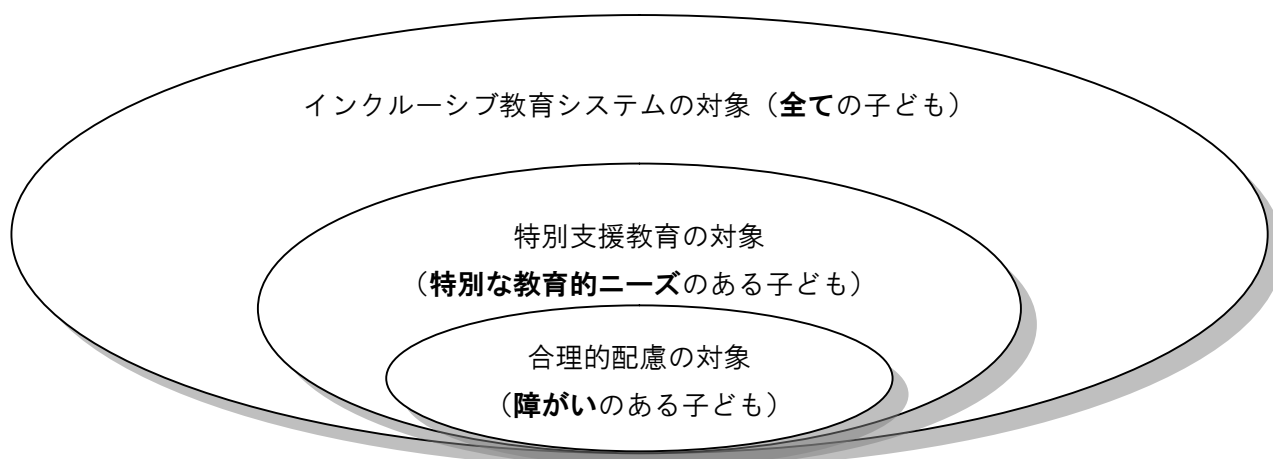 インクルーシブ教育システムの対象（全ての子ども）
特別支援教育の対象
（特別な教育的ニーズのある子ども）
合理的配慮の対象
（障がいのある子ども）